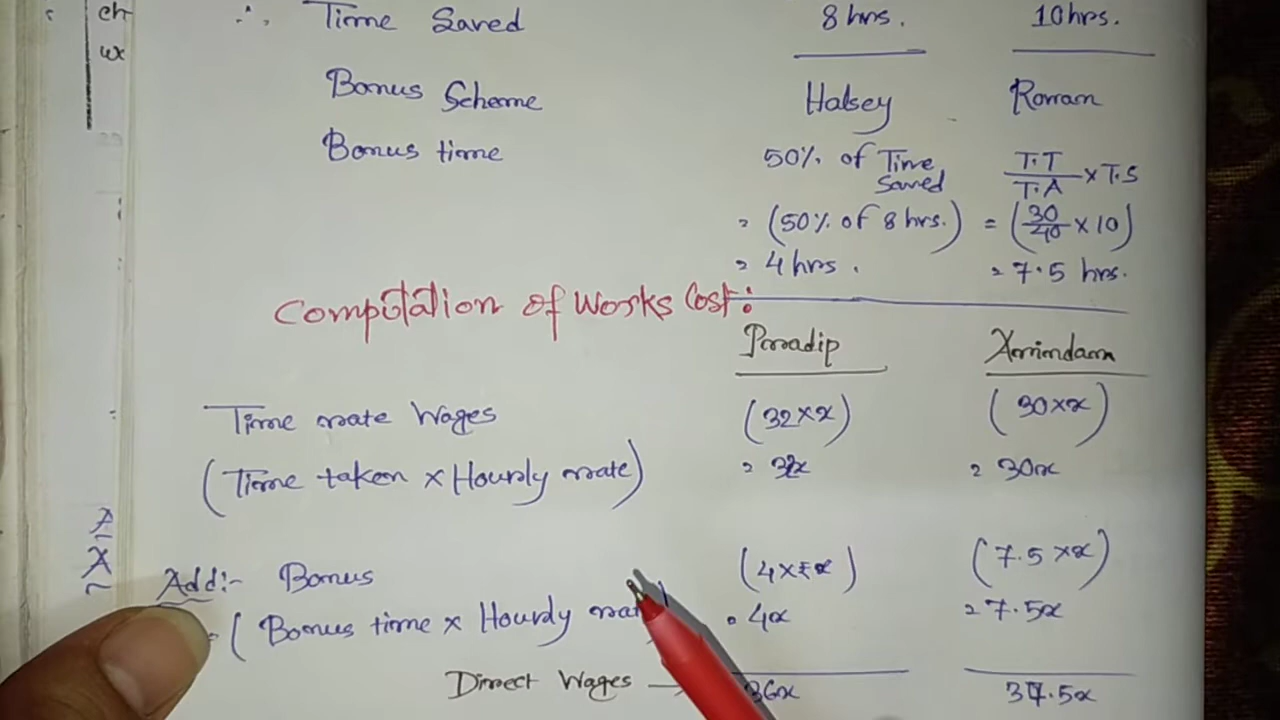 ch
∴ Time Saved 8 hrs. 10 hrs.
ux
Bonus Scheme Halsey Rowan
Bonus time 50% of Time Saved T.T/T.A × T.S
= (50% of 8 hrs.) = (30/40 × 10)
= 4 hrs. = 7.5 hrs.
Computation of Works Cost:
Pradip Arrindam
Time rate Wages (32×x) (30×x)
(Time taken × Hourly rate) = 32x = 30x
Add:- Bonus (4×₹x) (7.5×x)
= (Bonus time × Hourly rate) = 4x = 7.5x
Direct Wages → 36x 37.5x